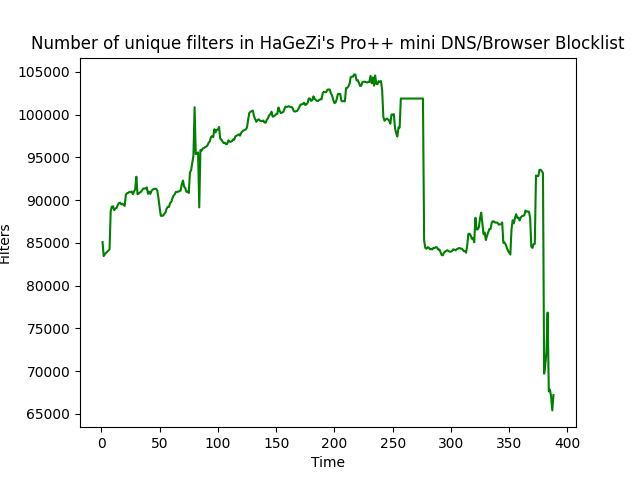 Number of unique filters in HaGeZi's Pro++ mini DNS/Browser Blocklist
105000
100000
95000
90000
85000
80000
75000
70000
65000
Filters
0 50 100 150 200 250 300 350 400
Time